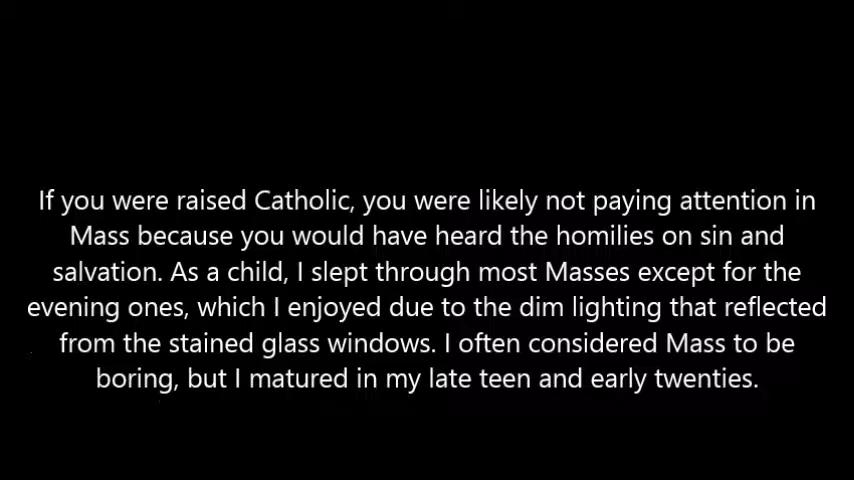 If you were raised Catholic, you were likely not paying attention in
Mass because you would have heard the homilies on sin and
salvation. As a child, I slept through most Masses except for the
evening ones, which I enjoyed due to the dim lighting that reflected
from the stained glass windows. I often considered Mass to be
boring, but I matured in my late teen and early twenties.